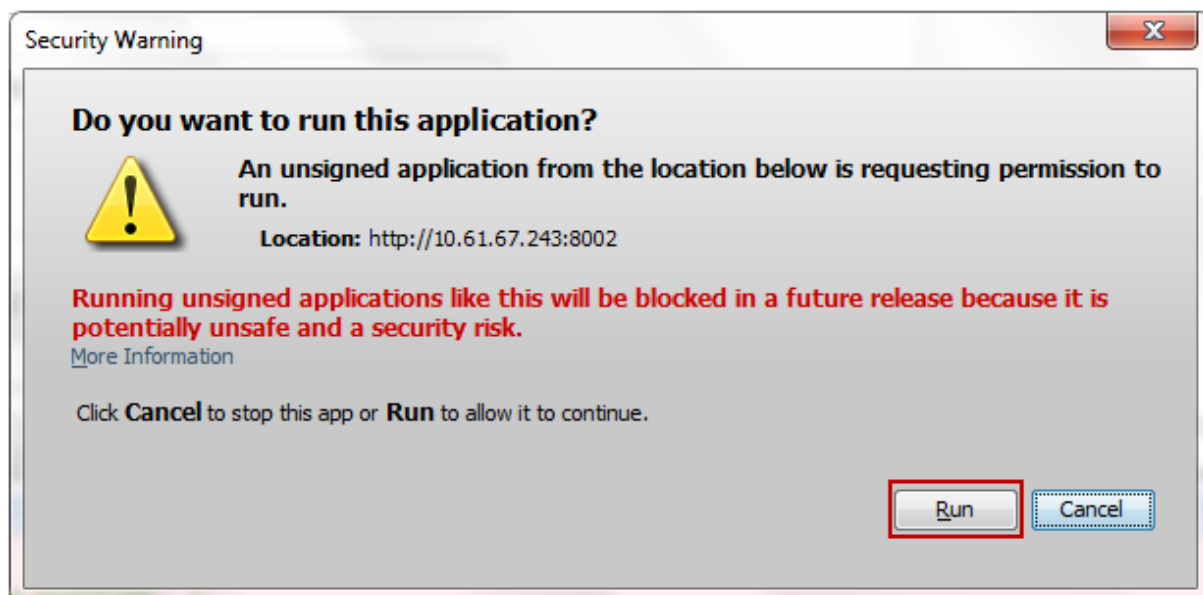 Security Warning
Do you want to run this application?
An unsigned application from the location below is requesting permission to
run.
Location: http://10.61.67.243:8002
Running unsigned applications like this will be blocked in a future release because it is
potentially unsafe and a security risk.
More Information
Click Cancel to stop this app or Run to allow it to continue.
Run Cancel